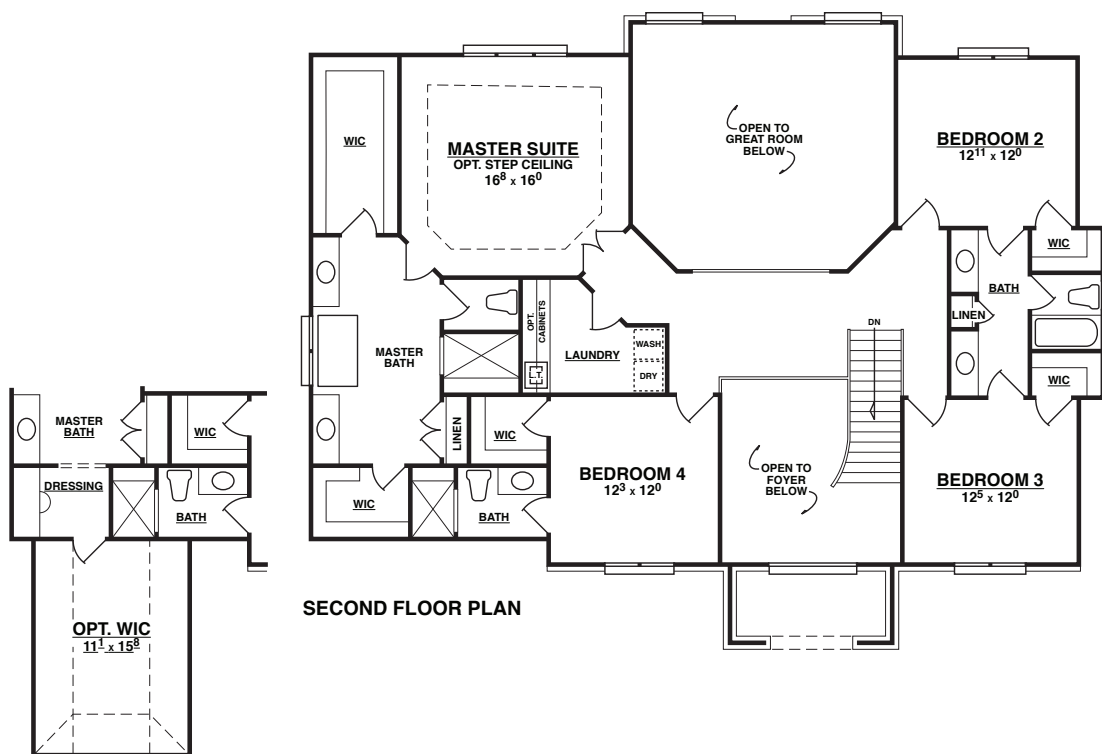 WIC
MASTER SUITE
OPT. STEP CEILING
16⁸ x 16⁰
OPEN TO
GREAT ROOM
BELOW
BEDROOM 2
12¹¹ x 12⁰
WIC
BATH
LINEN
WIC
DN
OPT.
CABINETS
WASH
DRY
LAUNDRY
MASTER
BATH
LINEN
WIC
WIC
BATH
BEDROOM 4
12³ x 12⁰
OPEN TO
FOYER
BELOW
BEDROOM 3
12⁵ x 12⁰
SECOND FLOOR PLAN
MASTER
BATH
WIC
DRESSING
BATH
OPT. WIC
11¹ x 15⁸